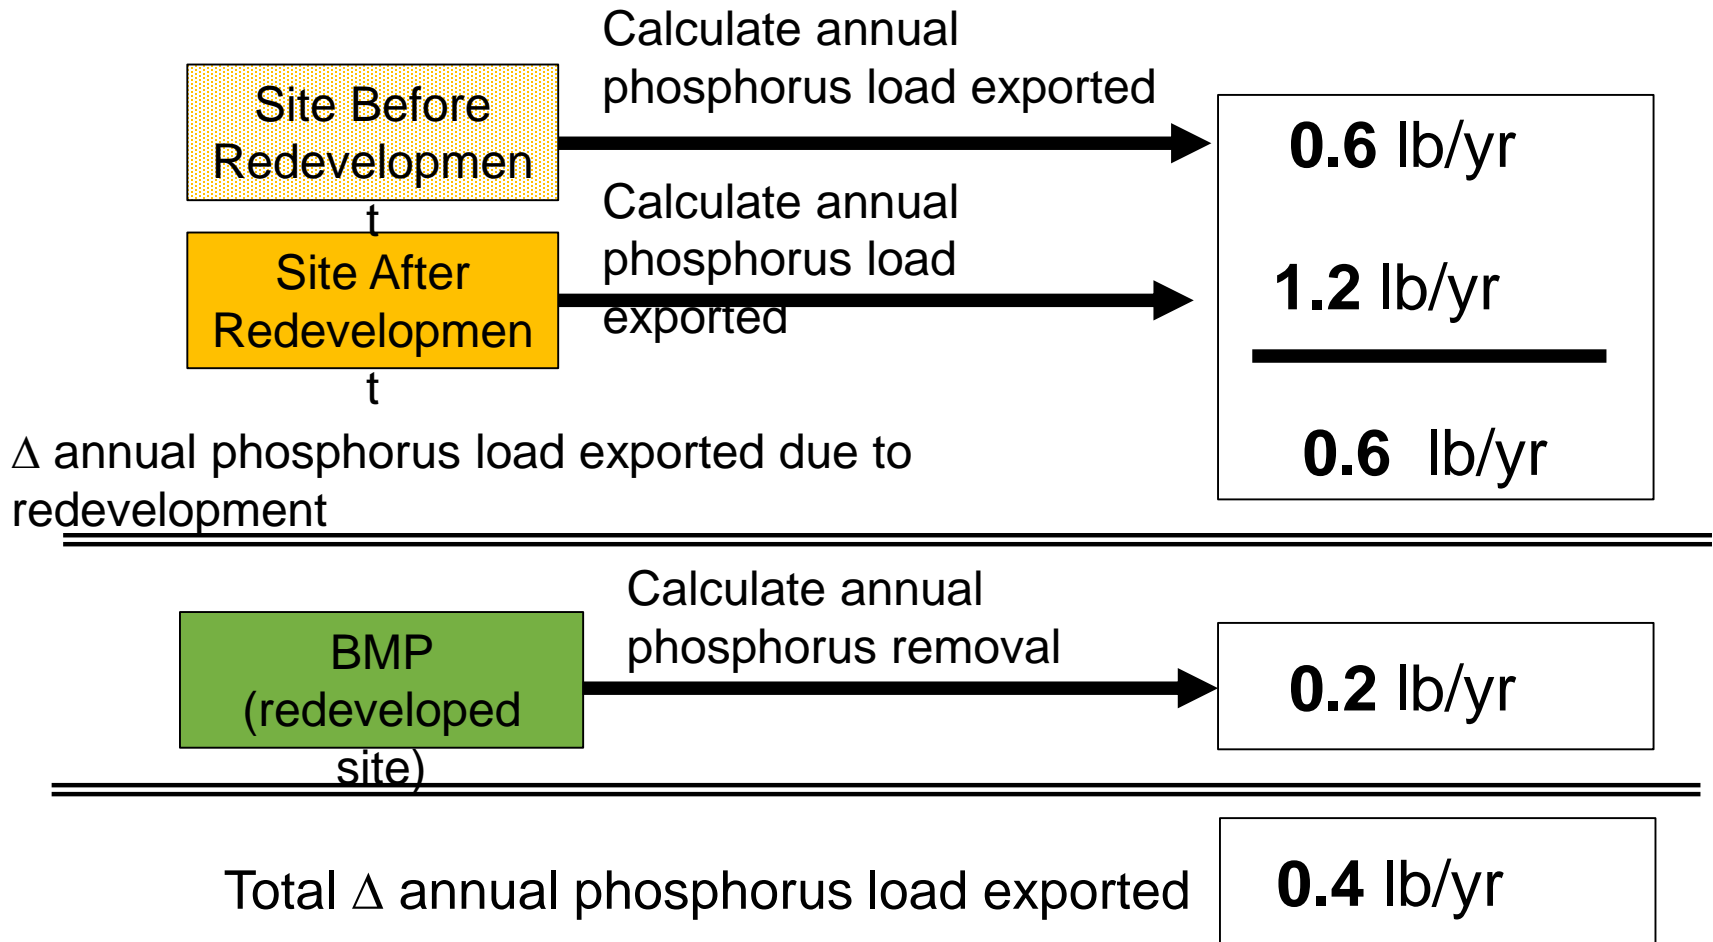 Calculate annual
phosphorus load exported
Site Before
Redevelopmen
t
0.6 lb/yr
Calculate annual
phosphorus load
exported
Site After
Redevelopmen
t
1.2 lb/yr
0.6 lb/yr
Δ annual phosphorus load exported due to
redevelopment
Calculate annual
phosphorus removal
BMP
(redeveloped
site)
0.2 lb/yr
Total Δ annual phosphorus load exported
0.4 lb/yr